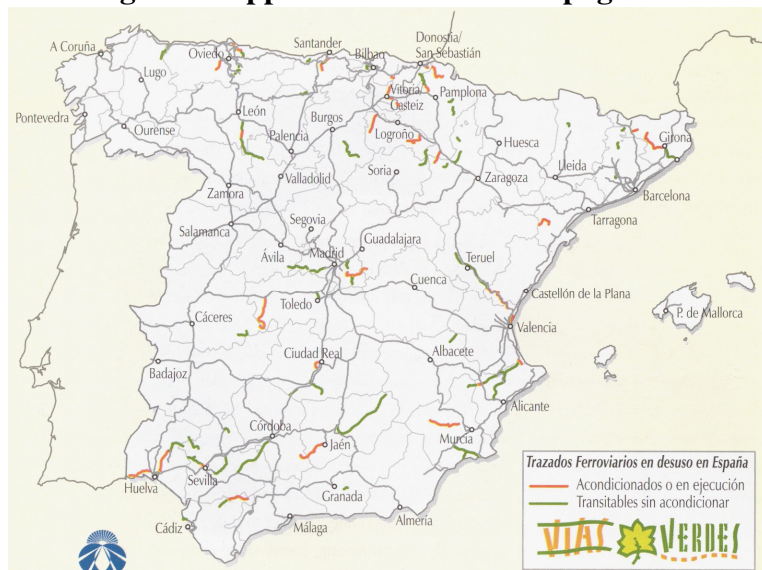 Donostia/
San Sebastián
A Coruña
Santander
Bilbao
Oviedo
Lugo
Vitoria/
Gasteiz
Pamplona
León
Pontevedra
Burgos
Logroño
Ourense
Palencia
Huesca
Girona
Soria
Lleida
Valladolid
Zaragoza
Zamora
Barcelona
Tarragona
Segovia
Salamanca
Guadalajara
Ávila
Madrid
Teruel
Cuenca
Castellón de la Plana
Toledo
Cáceres
P. de Mallorca
Valencia
Ciudad Real
Albacete
Badajoz
Alicante
Córdoba
Jaén
Murcia
Huelva
Sevilla
Granada
Cádiz
Málaga
Almería
Trazados Ferroviarios en desuso en España
Acondicionados o en ejecución
Transitables sin acondicionar
VIAS VERDES